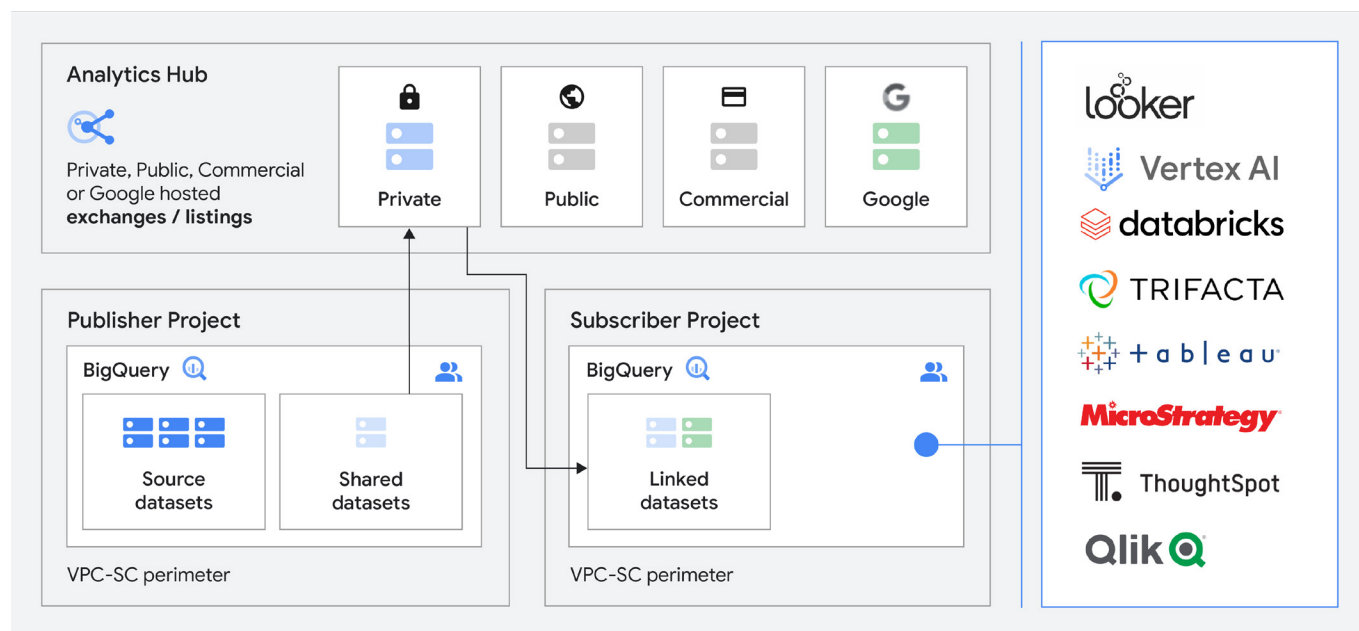 Analytics Hub
Private, Public, Commercial
or Google hosted
exchanges / listings
Private
Public
Commercial
Google
Publisher Project
BigQuery
Source
datasets
Shared
datasets
VPC-SC perimeter
Subscriber Project
BigQuery
Linked
datasets
VPC-SC perimeter
looker
Vertex AI
databricks
TRIFACTA
+ableau
MicroStrategy
ThoughtSpot
Qlik